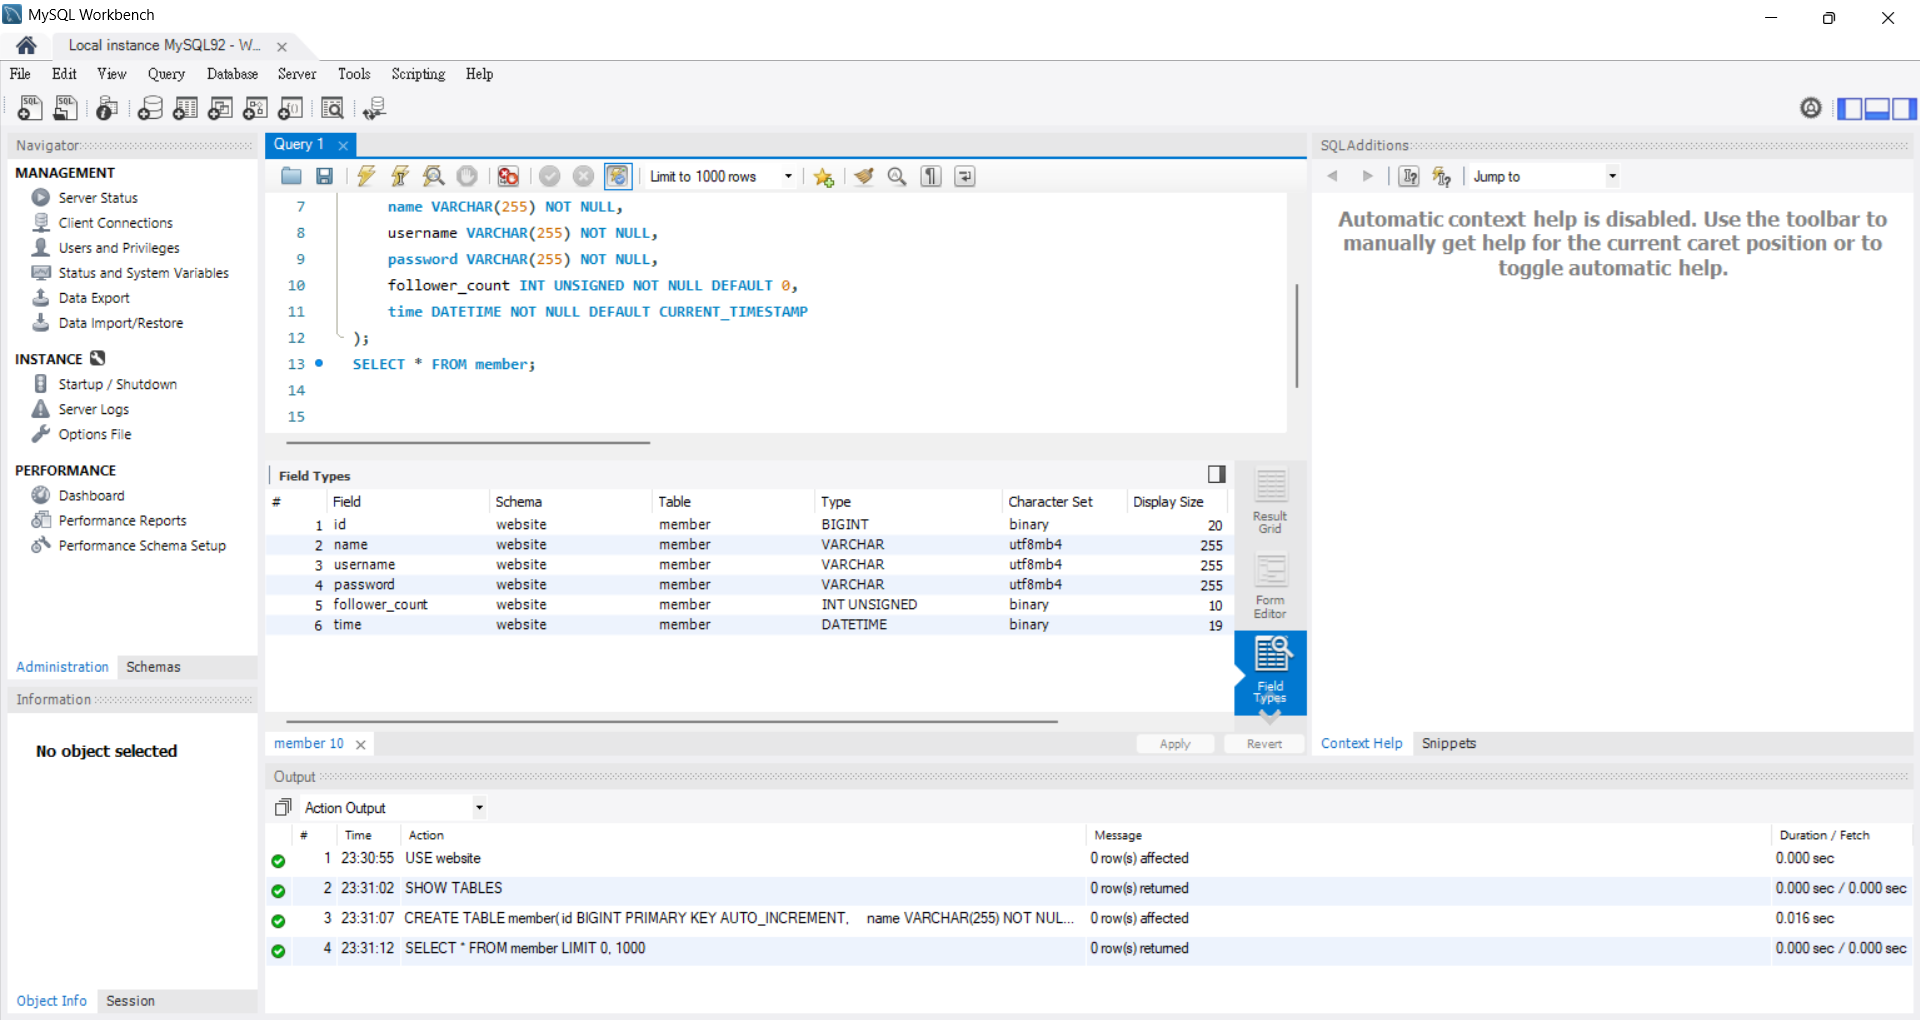 MySQL Workbench
Local instance MySQL92 - W...
File Edit View Query Database Server Tools Scripting Help
Navigator
MANAGEMENT
Server Status
Client Connections
Users and Privileges
Status and System Variables
Data Export
Data Import/Restore
INSTANCE
Startup / Shutdown
Server Logs
Options File
PERFORMANCE
Dashboard
Performance Reports
Performance Schema Setup
Administration Schemas
Information
No object selected
Object Info Session
Query 1
Limit to 1000 rows
7 name VARCHAR(255) NOT NULL,
8 username VARCHAR(255) NOT NULL,
9 password VARCHAR(255) NOT NULL,
10 follower_count INT UNSIGNED NOT NULL DEFAULT 0,
11 time DATETIME NOT NULL DEFAULT CURRENT_TIMESTAMP
12 );
13 SELECT * FROM member;
14
15
Field Types
# Field Schema Table Type Character Set Display Size
1 id website member BIGINT binary 20
2 name website member VARCHAR utf8mb4 255
3 username website member VARCHAR utf8mb4 255
4 password website member VARCHAR utf8mb4 255
5 follower_count website member INT UNSIGNED binary 10
6 time website member DATETIME binary 19
Result
Grid
Form
Editor
Field
Types
member 10
Apply Revert
SQLAdditions
Jump to
Automatic context help is disabled. Use the toolbar to
manually get help for the current caret position or to
toggle automatic help.
Context Help Snippets
Output
Action Output
# Time Action Message Duration / Fetch
1 23:30:55 USE website 0 row(s) affected 0.000 sec
2 23:31:02 SHOW TABLES 0 row(s) returned 0.000 sec / 0.000 sec
3 23:31:07 CREATE TABLE member( id BIGINT PRIMARY KEY AUTO_INCREMENT, name VARCHAR(255) NOT NUL... 0 row(s) affected 0.016 sec
4 23:31:12 SELECT * FROM member LIMIT 0, 1000 0 row(s) returned 0.000 sec / 0.000 sec